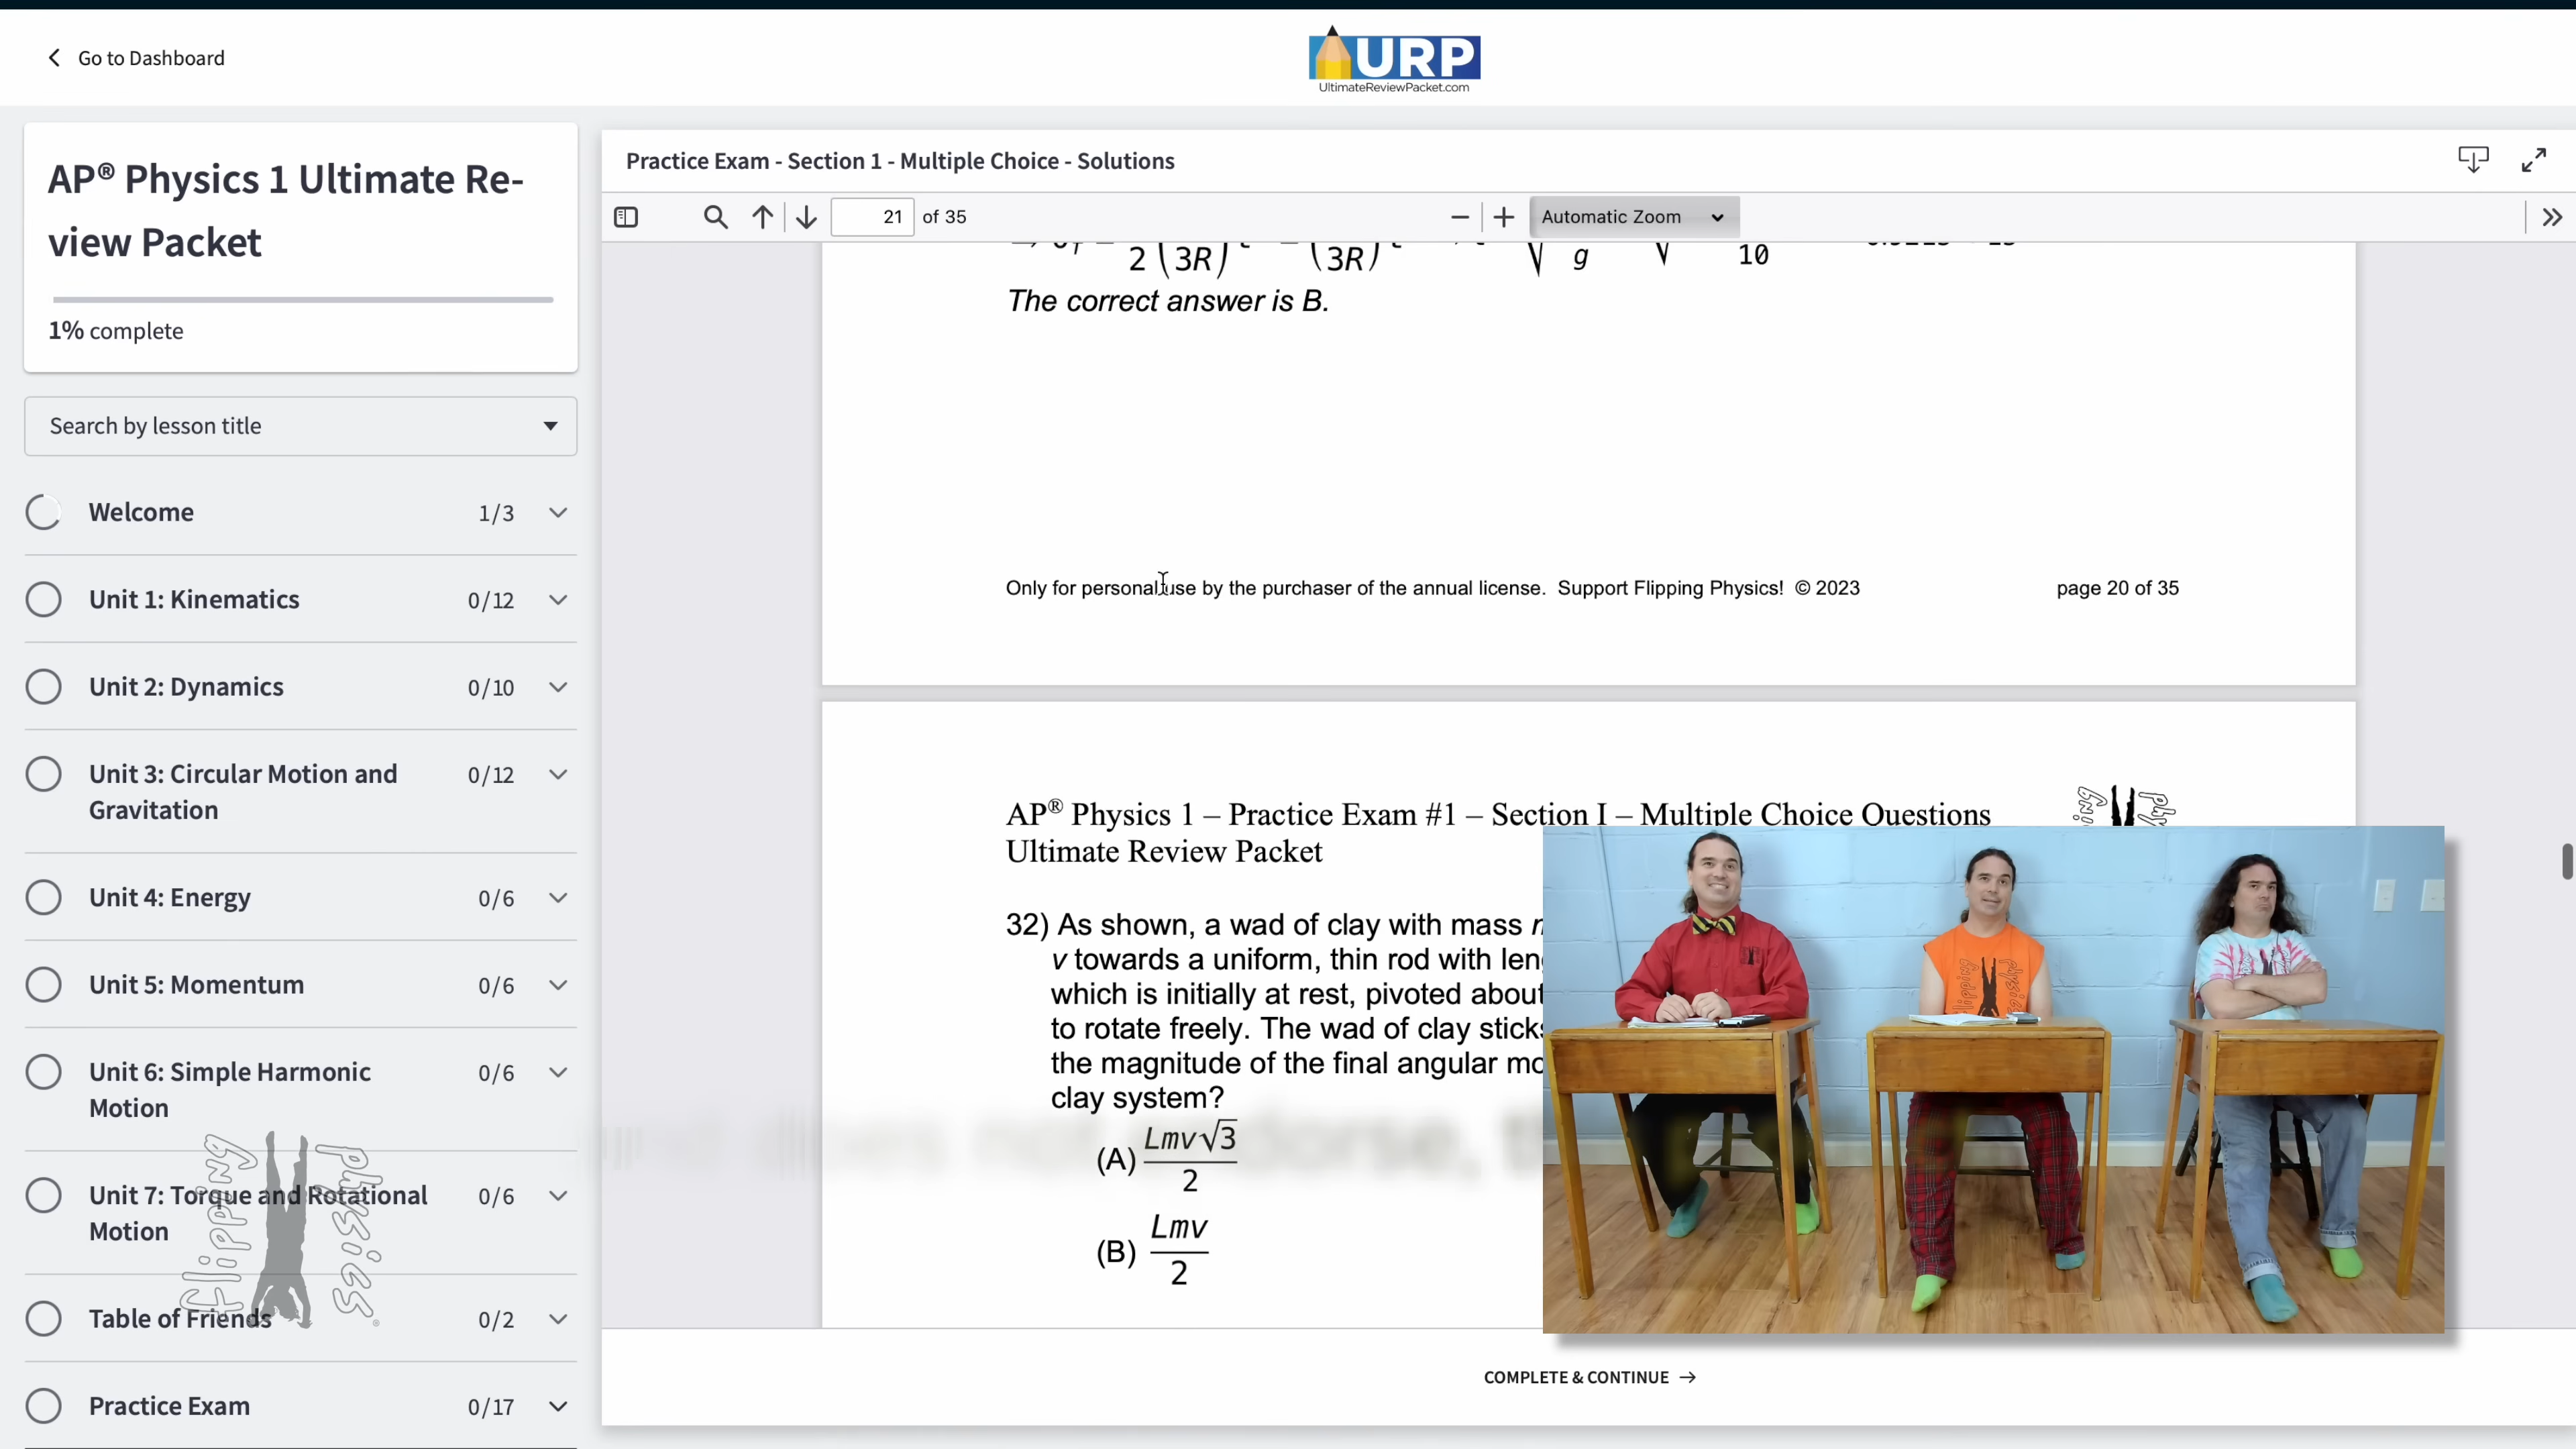 Go to Dashboard
URP
UltimateReviewPacket.com
AP® Physics 1 Ultimate Re-
view Packet
1% complete
Search by lesson title
Welcome 1/3
Unit 1: Kinematics 0/12
Unit 2: Dynamics 0/10
Unit 3: Circular Motion and 0/12
Gravitation
Unit 4: Energy 0/6
Unit 5: Momentum 0/6
Unit 6: Simple Harmonic 0/6
Motion
Unit 7: Torque and Rotational 0/6
Motion
Table of Friends 0/2
Practice Exam 0/17
flipping physics
Practice Exam - Section 1 - Multiple Choice - Solutions
21 of 35
Automatic Zoom
2 (3R) (3R) √ g √ 10
The correct answer is B.
Only for personal use by the purchaser of the annual license. Support Flipping Physics! © 2023 page 20 of 35
AP® Physics 1 – Practice Exam #1 – Section I – Multiple Choice Questions
Ultimate Review Packet
32) As shown, a wad of clay with mass
v towards a uniform, thin rod with
which is initially at rest, pivoted about
to rotate freely. The wad of clay sticks
the magnitude of the final angular
clay system?
(A) Lmv√3
2
(B) Lmv
2
COMPLETE & CONTINUE →